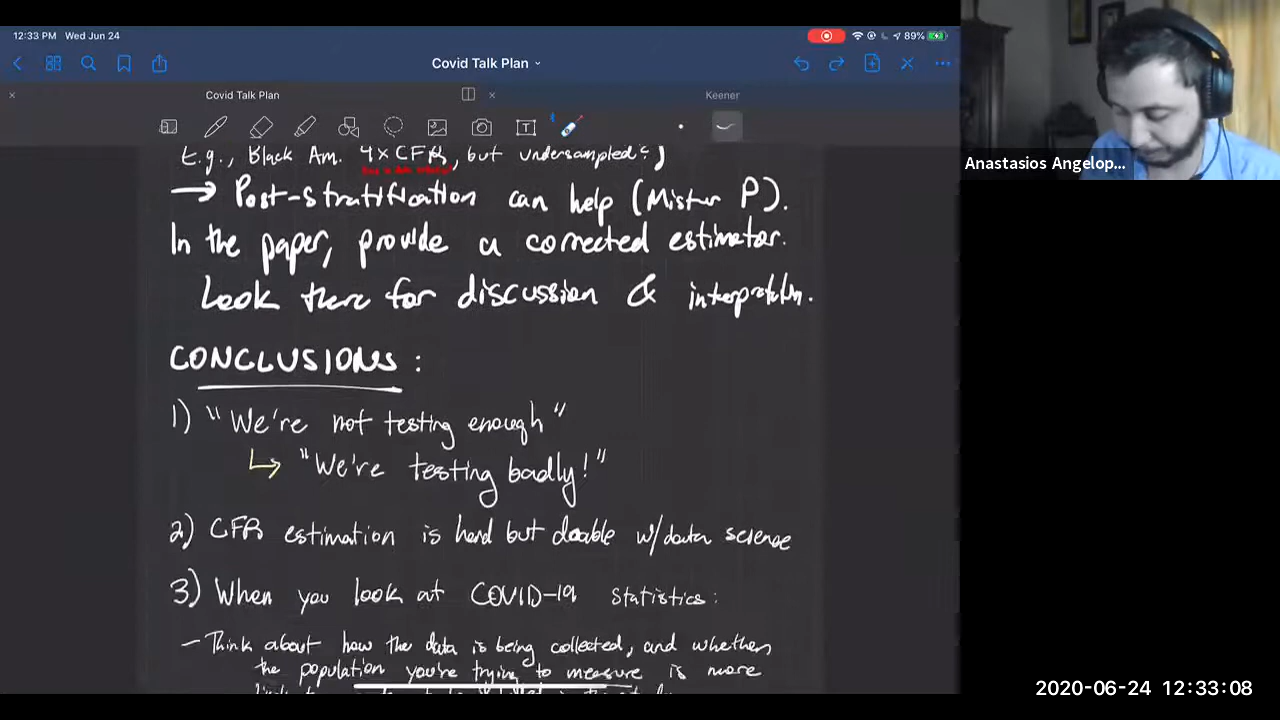 12:33 PM Wed Jun 24
89%
Covid Talk Plan
Covid Talk Plan
Keener
E.g., Black Am. 4x CFR, but undersampled
→ Post-stratification can help (Mister P).
In the paper, provide a corrected estimator.
Look there for discussion & interpretation.
CONCLUSIONS:
1) "We're not testing enough"
↳ "We're testing badly!"
2) CFR estimation is hard but doable w/data science
3) When you look at COVID-19 statistics:
- Think about how the data is being collected, and whether
the population you're trying to measure is more
Anastasios Angelop...
2020-06-24 12:33:08